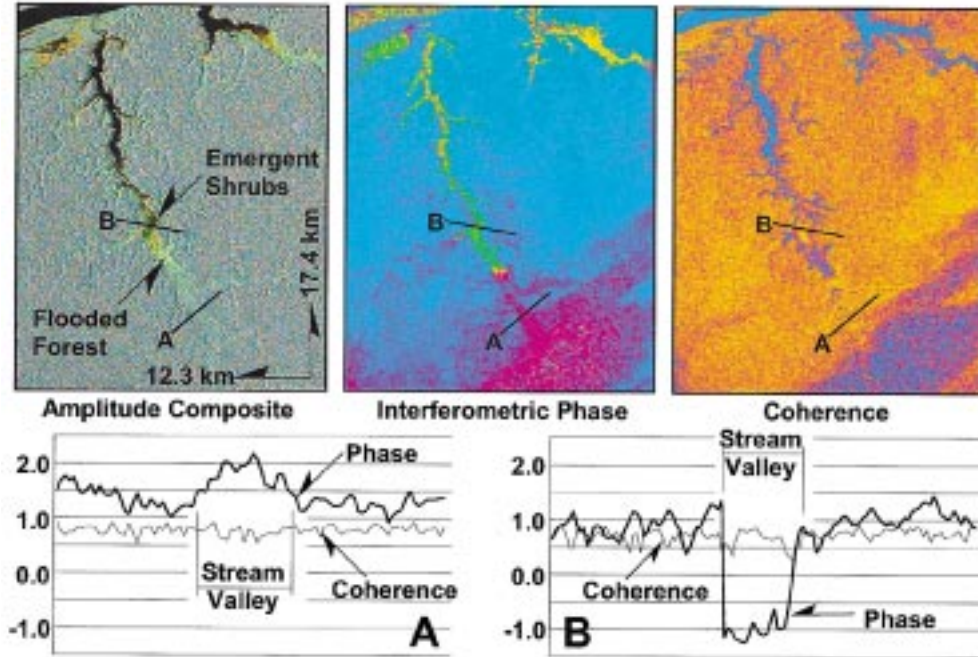 Emergent
Shrubs
B
17.4 km
Flooded
Forest
A
12.3 km
B
A
B
A
Amplitude Composite
Interferometric Phase
Coherence
2.0
1.0
0.0
-1.0
Phase
Stream
Valley
Coherence
A
2.0
1.0
0.0
-1.0
Stream
Valley
Coherence
Phase
B